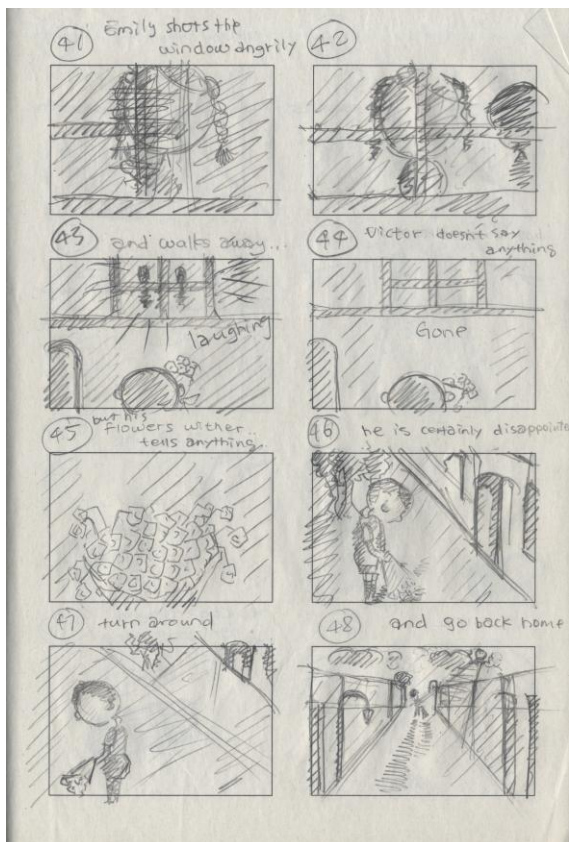 41 Emily shots the
window angrily
42
43 and walks away...
laughing
44 Victor doesn't say
anything
Gone
45 but his
flowers wither..
tells anything..
46 he is certainly disappointe
47 turn around
48 and go back home